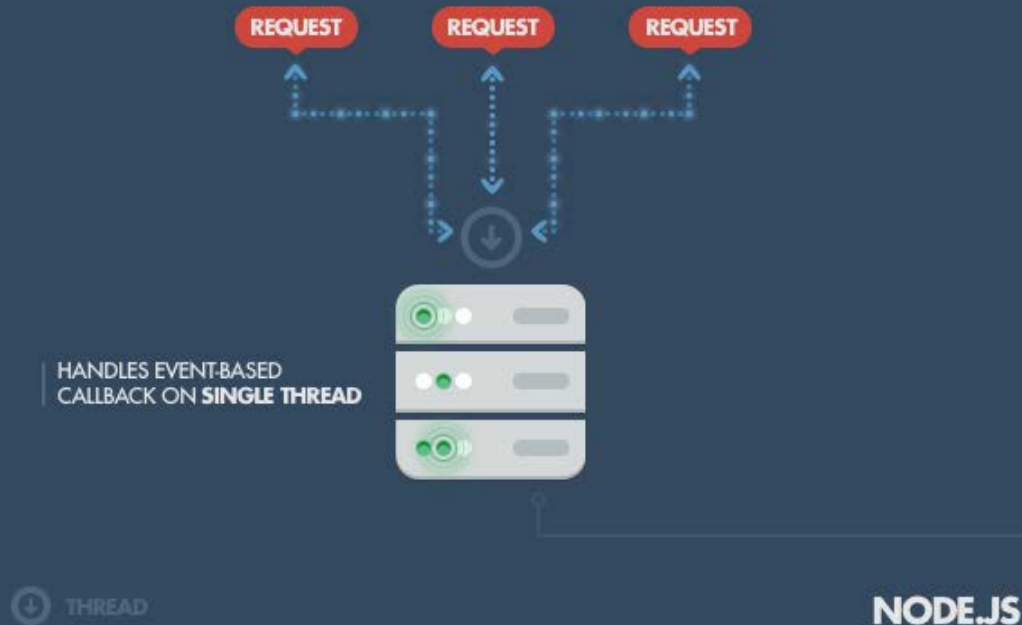 REQUEST
REQUEST
REQUEST
HANDLES EVENT-BASED
CALLBACK ON SINGLE THREAD
THREAD
NODE.JS